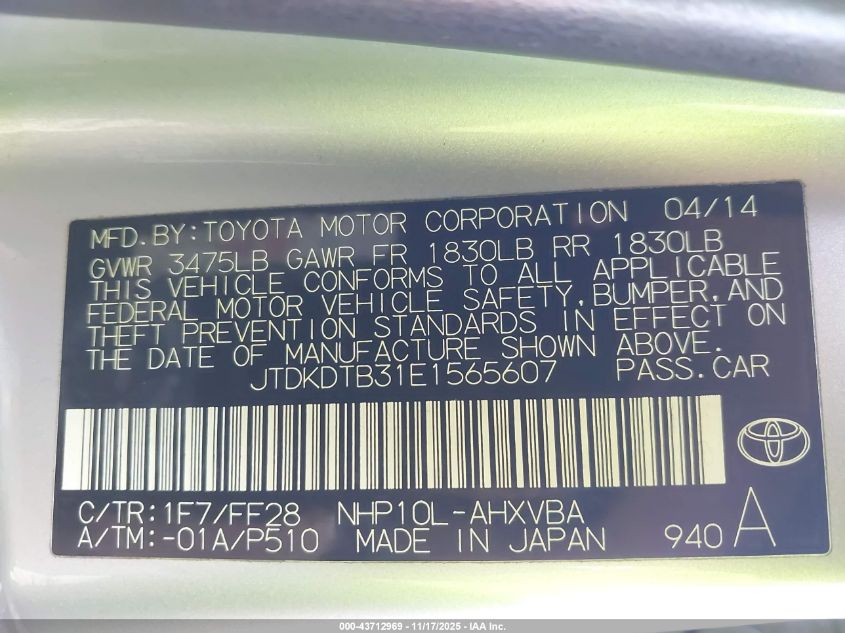 MFD.BY:TOYOTA MOTOR CORPORATION 04/14
GVWR 3475LB GAWR FR 1830LB RR 1830LB
THIS VEHICLE CONFORMS TO ALL APPLICABLE
FEDERAL MOTOR VEHICLE SAFETY,BUMPER,AND
THEFT PREVENTION STANDARDS IN EFFECT ON
THE DATE OF MANUFACTURE SHOWN ABOVE.
JTDKDTB31E1565607 PASS.CAR
C/TR:1F7/FF28 NHP10L-AHXVBA
A/TM:-01A/P510 MADE IN JAPAN 940 A
000-43712969 - 11/17/2025 - IAA Inc.